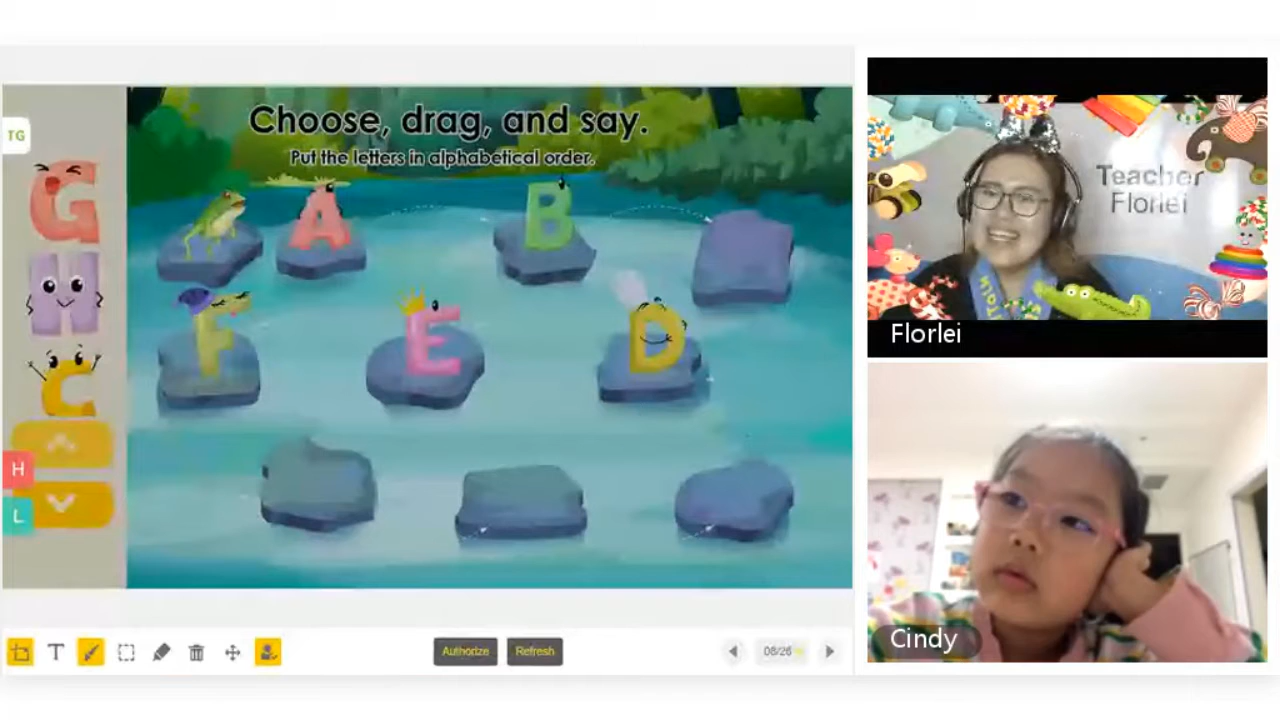 TG
Choose, drag, and say.
Put the letters in alphabetical order.
G
A
B
H
F
E
D
C
H
L
T
Authorize
Refresh
08/26
Teacher
Florlei
Florlei
Cindy